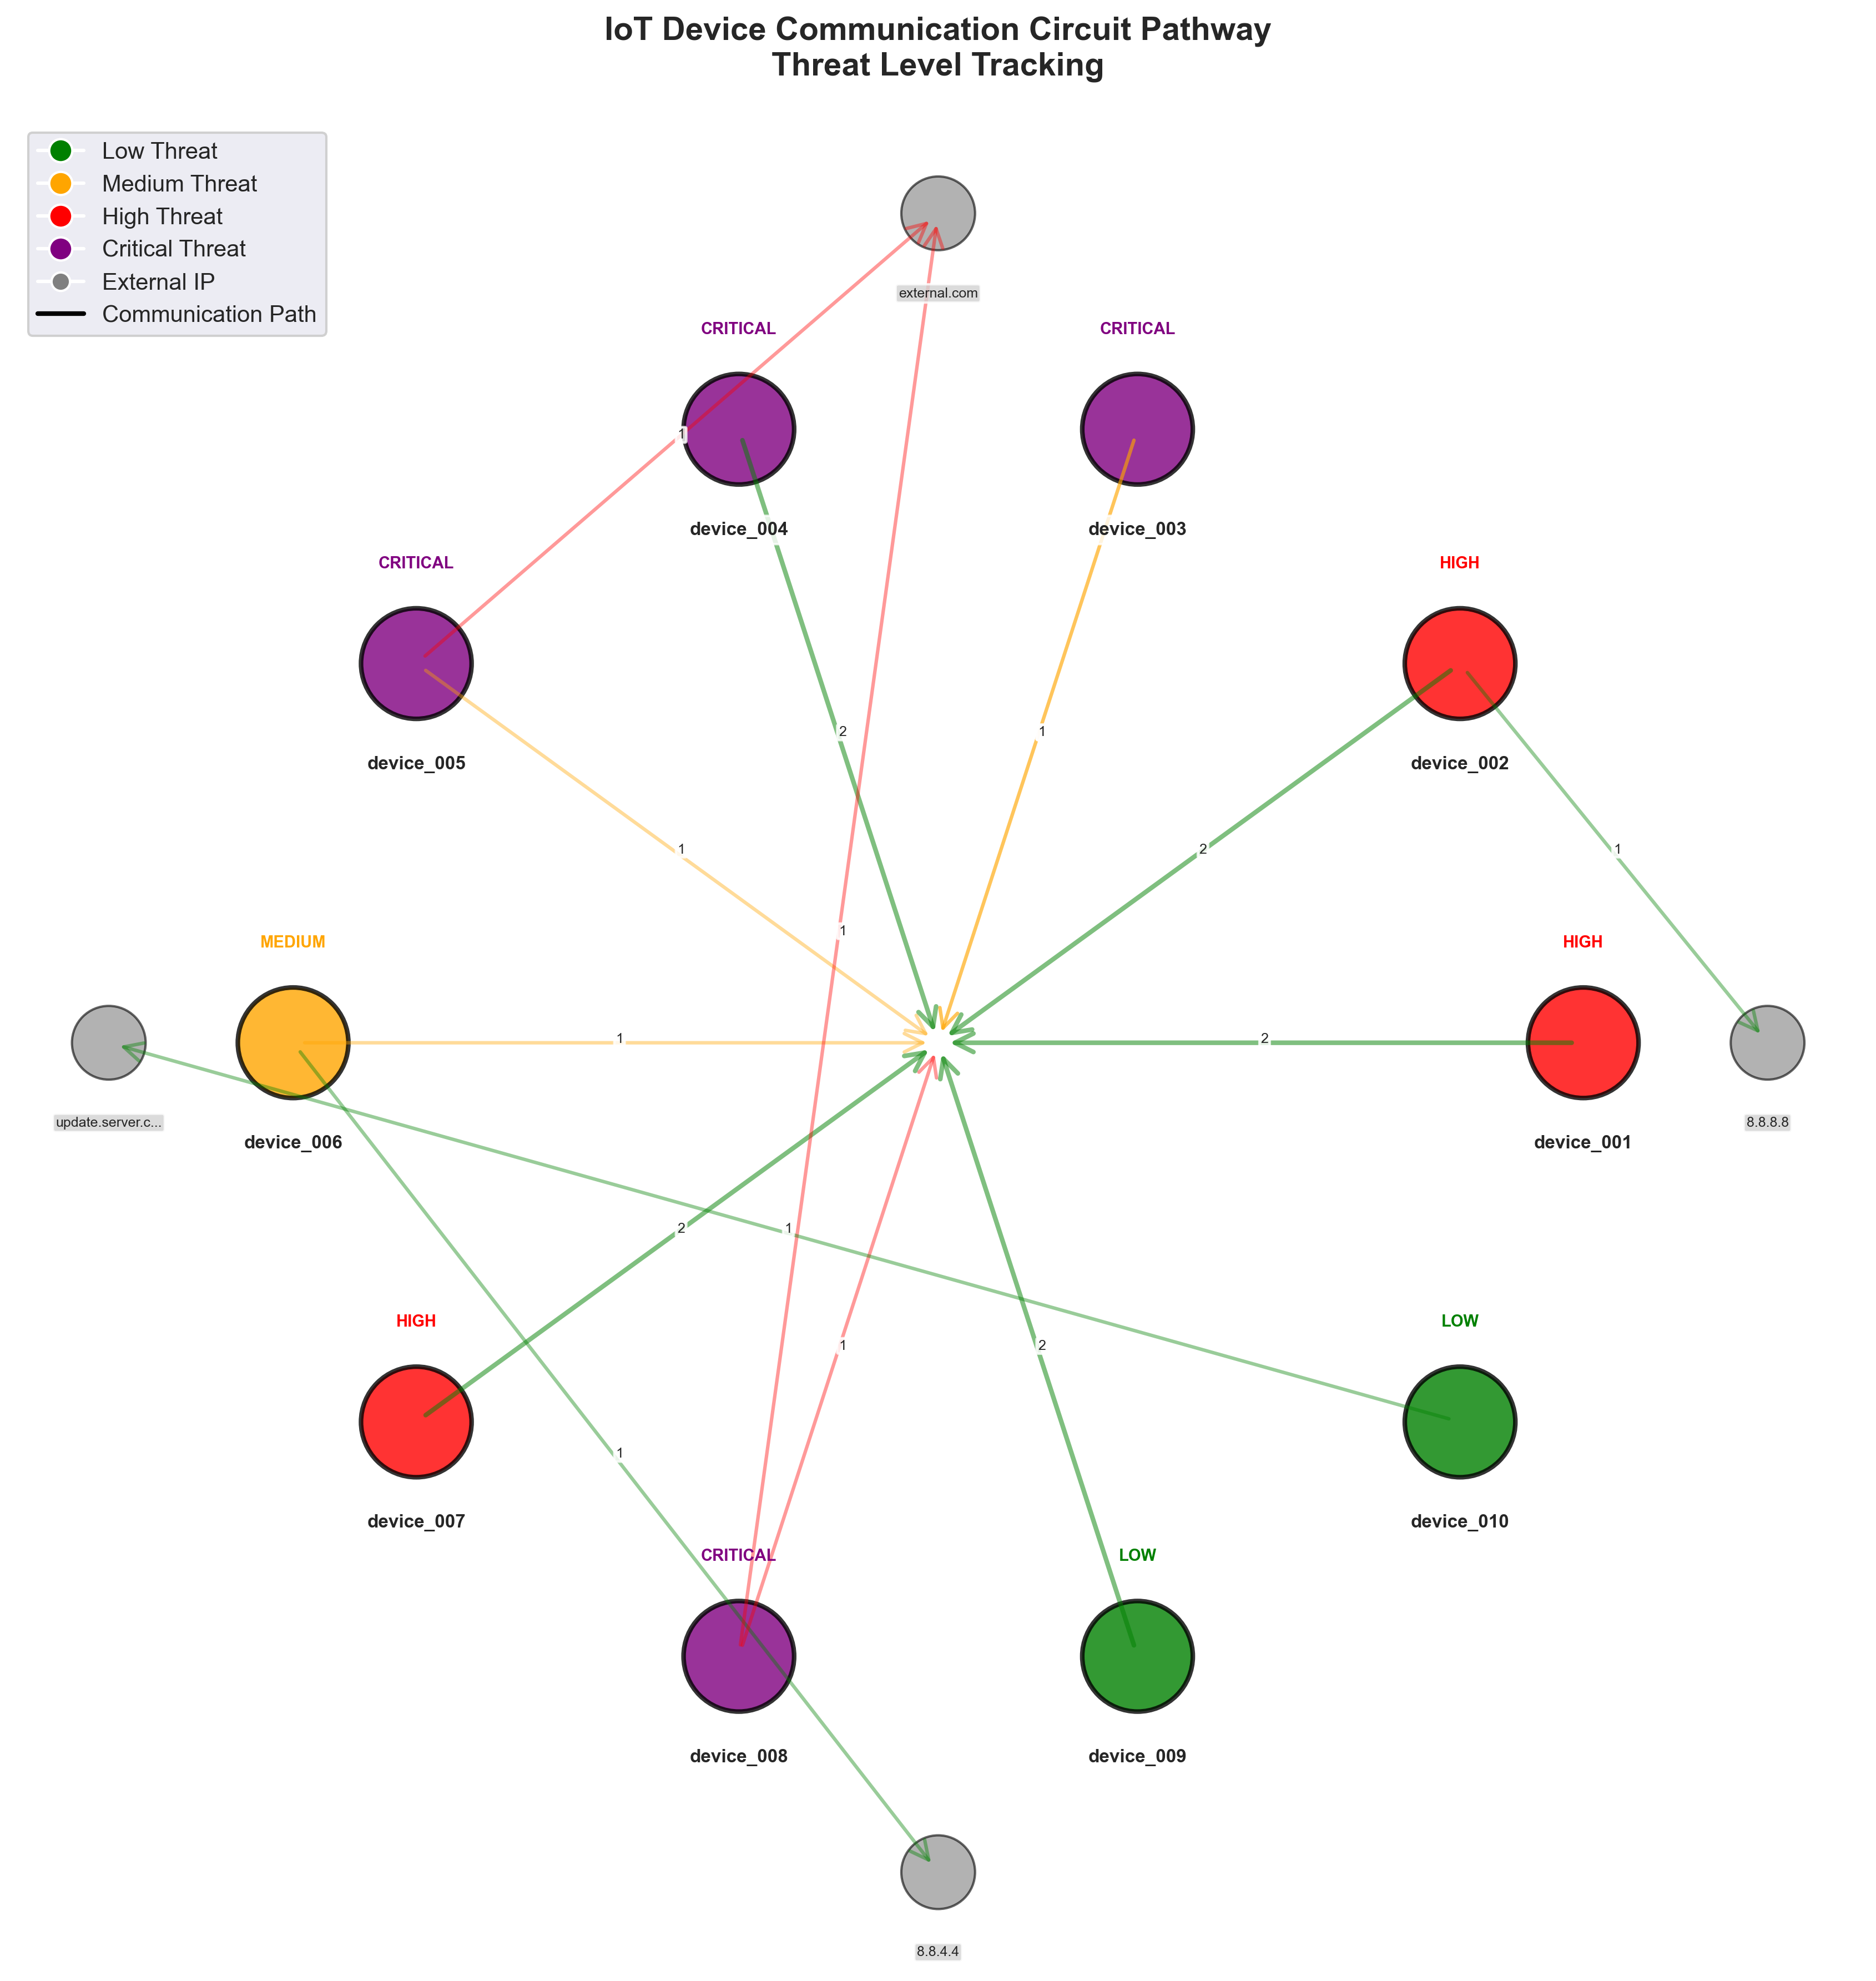 IoT Device Communication Circuit Pathway
Threat Level Tracking
Low Threat
Medium Threat
High Threat
Critical Threat
External IP
Communication Path
external.com
CRITICAL
CRITICAL
1
device_004
device_003
CRITICAL
HIGH
2
1
device_005
device_002
1
2
1
1
MEDIUM
HIGH
1
2
update.server.c...
8.8.8.8
device_006
device_001
2
1
HIGH
LOW
1
2
1
device_007
device_010
CRITICAL
LOW
device_008
device_009
8.8.4.4